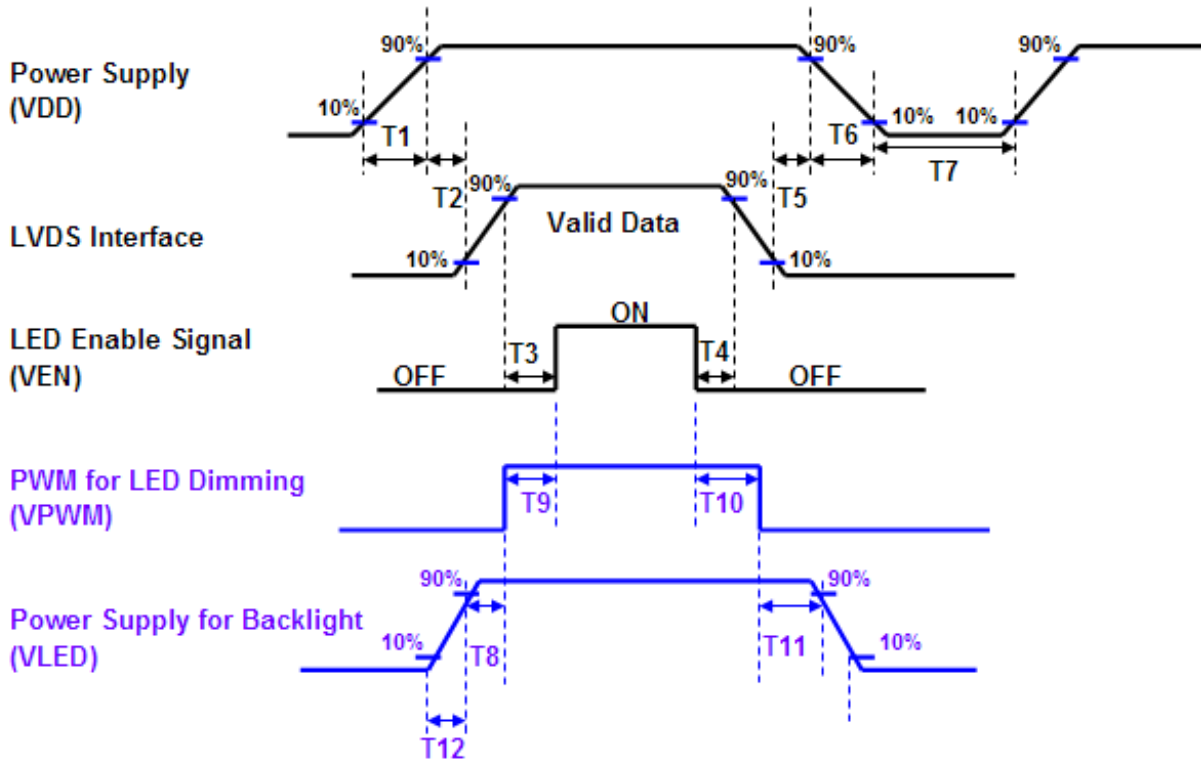 90%
90%
90%
Power Supply
(VDD)
10%
10%
10%
T1
T6
T7
T2
90%
90%
T5
LVDS Interface
Valid Data
10%
10%
ON
LED Enable Signal
(VEN)
T3
T4
OFF
OFF
PWM for LED Dimming
(VPWM)
T9
T10
90%
90%
Power Supply for Backlight
(VLED)
10%
T8
T11
10%
T12